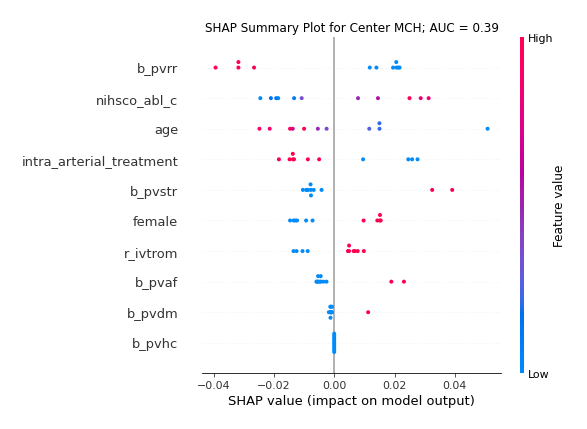 SHAP Summary Plot for Center MCH; AUC = 0.39
High
b_pvrr
nihsco_abl_c
age
intra_arterial_treatment
b_pvstr
female
r_ivtrom
b_pvaf
b_pvdm
b_pvhc
Feature value
Low
−0.04 −0.02 0.00 0.02 0.04
SHAP value (impact on model output)